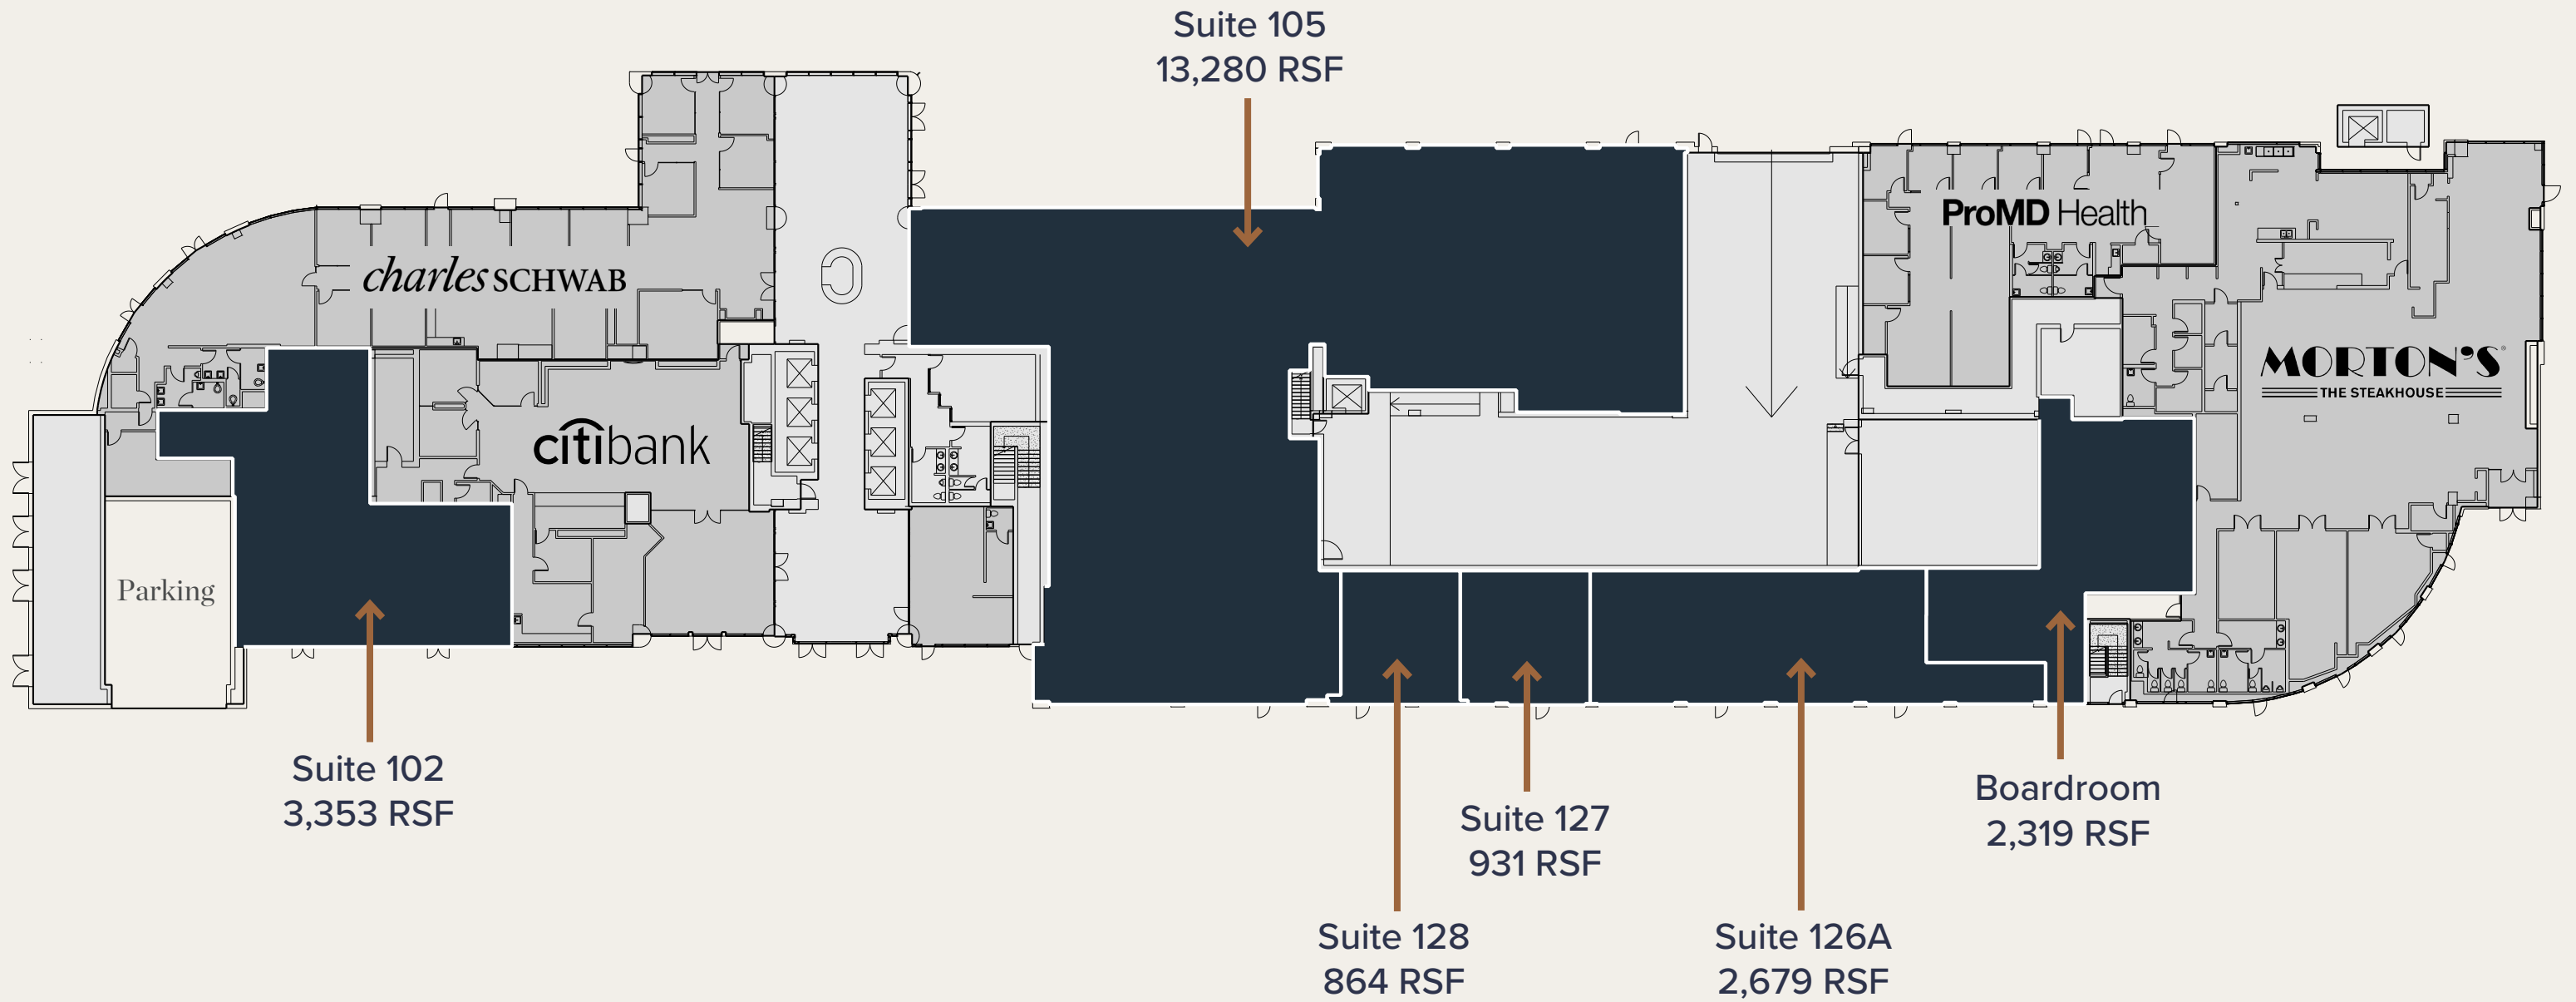 Suite 105
13,280 RSF
ProMD Health
charles SCHWAB
MORTON'S
THE STEAKHOUSE
citibank
Parking
Suite 102
3,353 RSF
Boardroom
2,319 RSF
Suite 127
931 RSF
Suite 128
864 RSF
Suite 126A
2,679 RSF